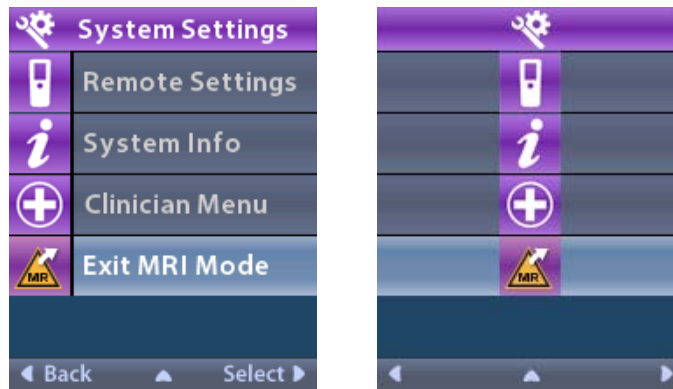 System Settings
Remote Settings
i System Info
Clinician Menu
MR Exit MRI Mode
Back Select
i
MR